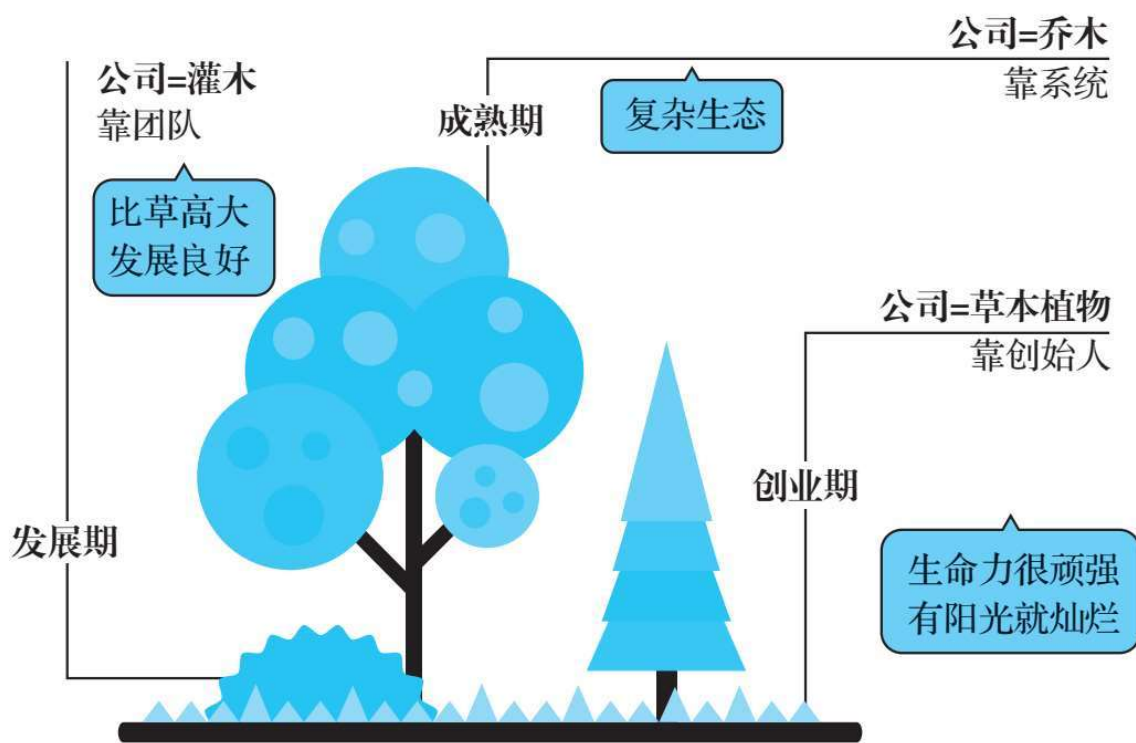 公司=灌木
靠团队
比草高大
发展良好
发展期
公司=乔木
靠系统
成熟期
复杂生态
公司=草本植物
靠创始人
创业期
生命力很顽强
有阳光就灿烂